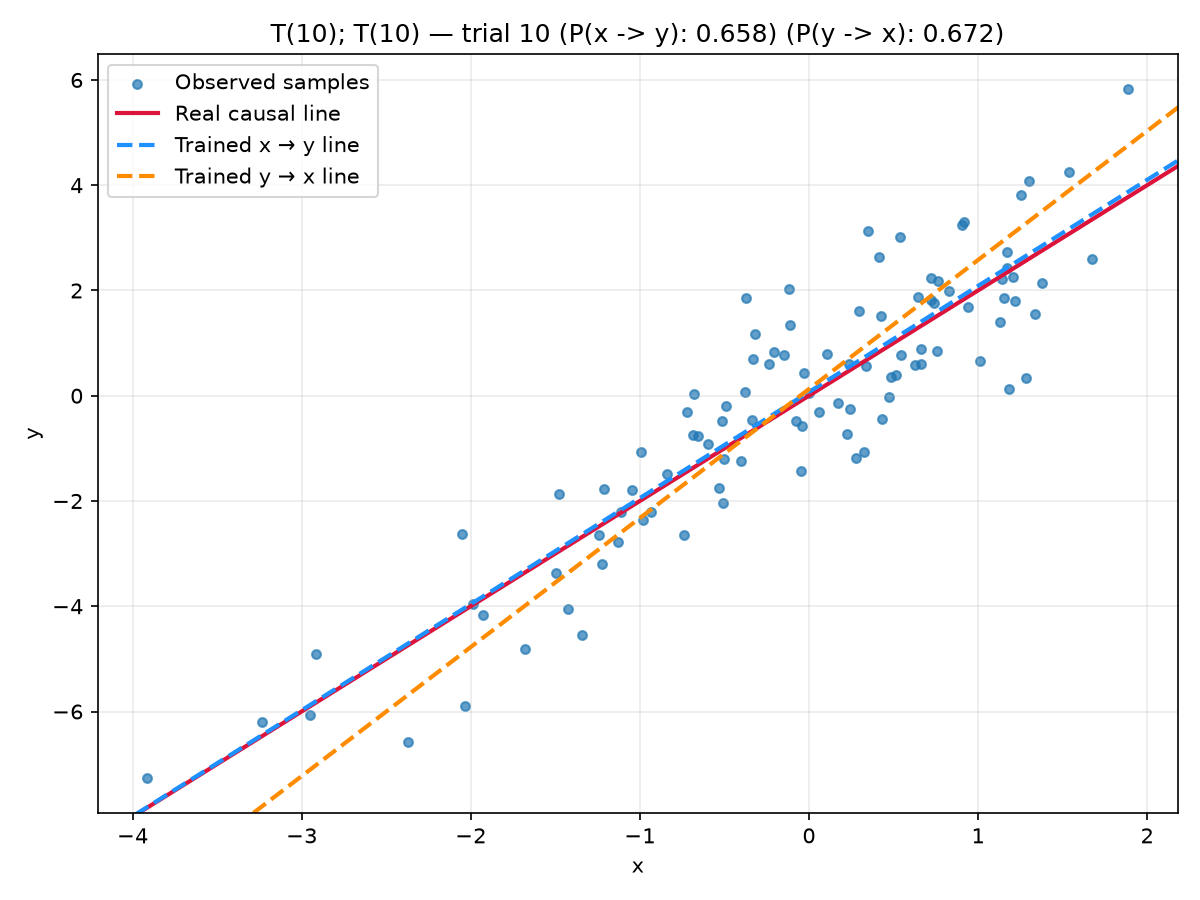 T(10); T(10) — trial 10 (P(x -> y): 0.658) (P(y -> x): 0.672)
Observed samples
Real causal line
Trained x → y line
Trained y → x line
6
4
2
0
−2
−4
−6
y
−4
−3
−2
−1
0
1
2
x